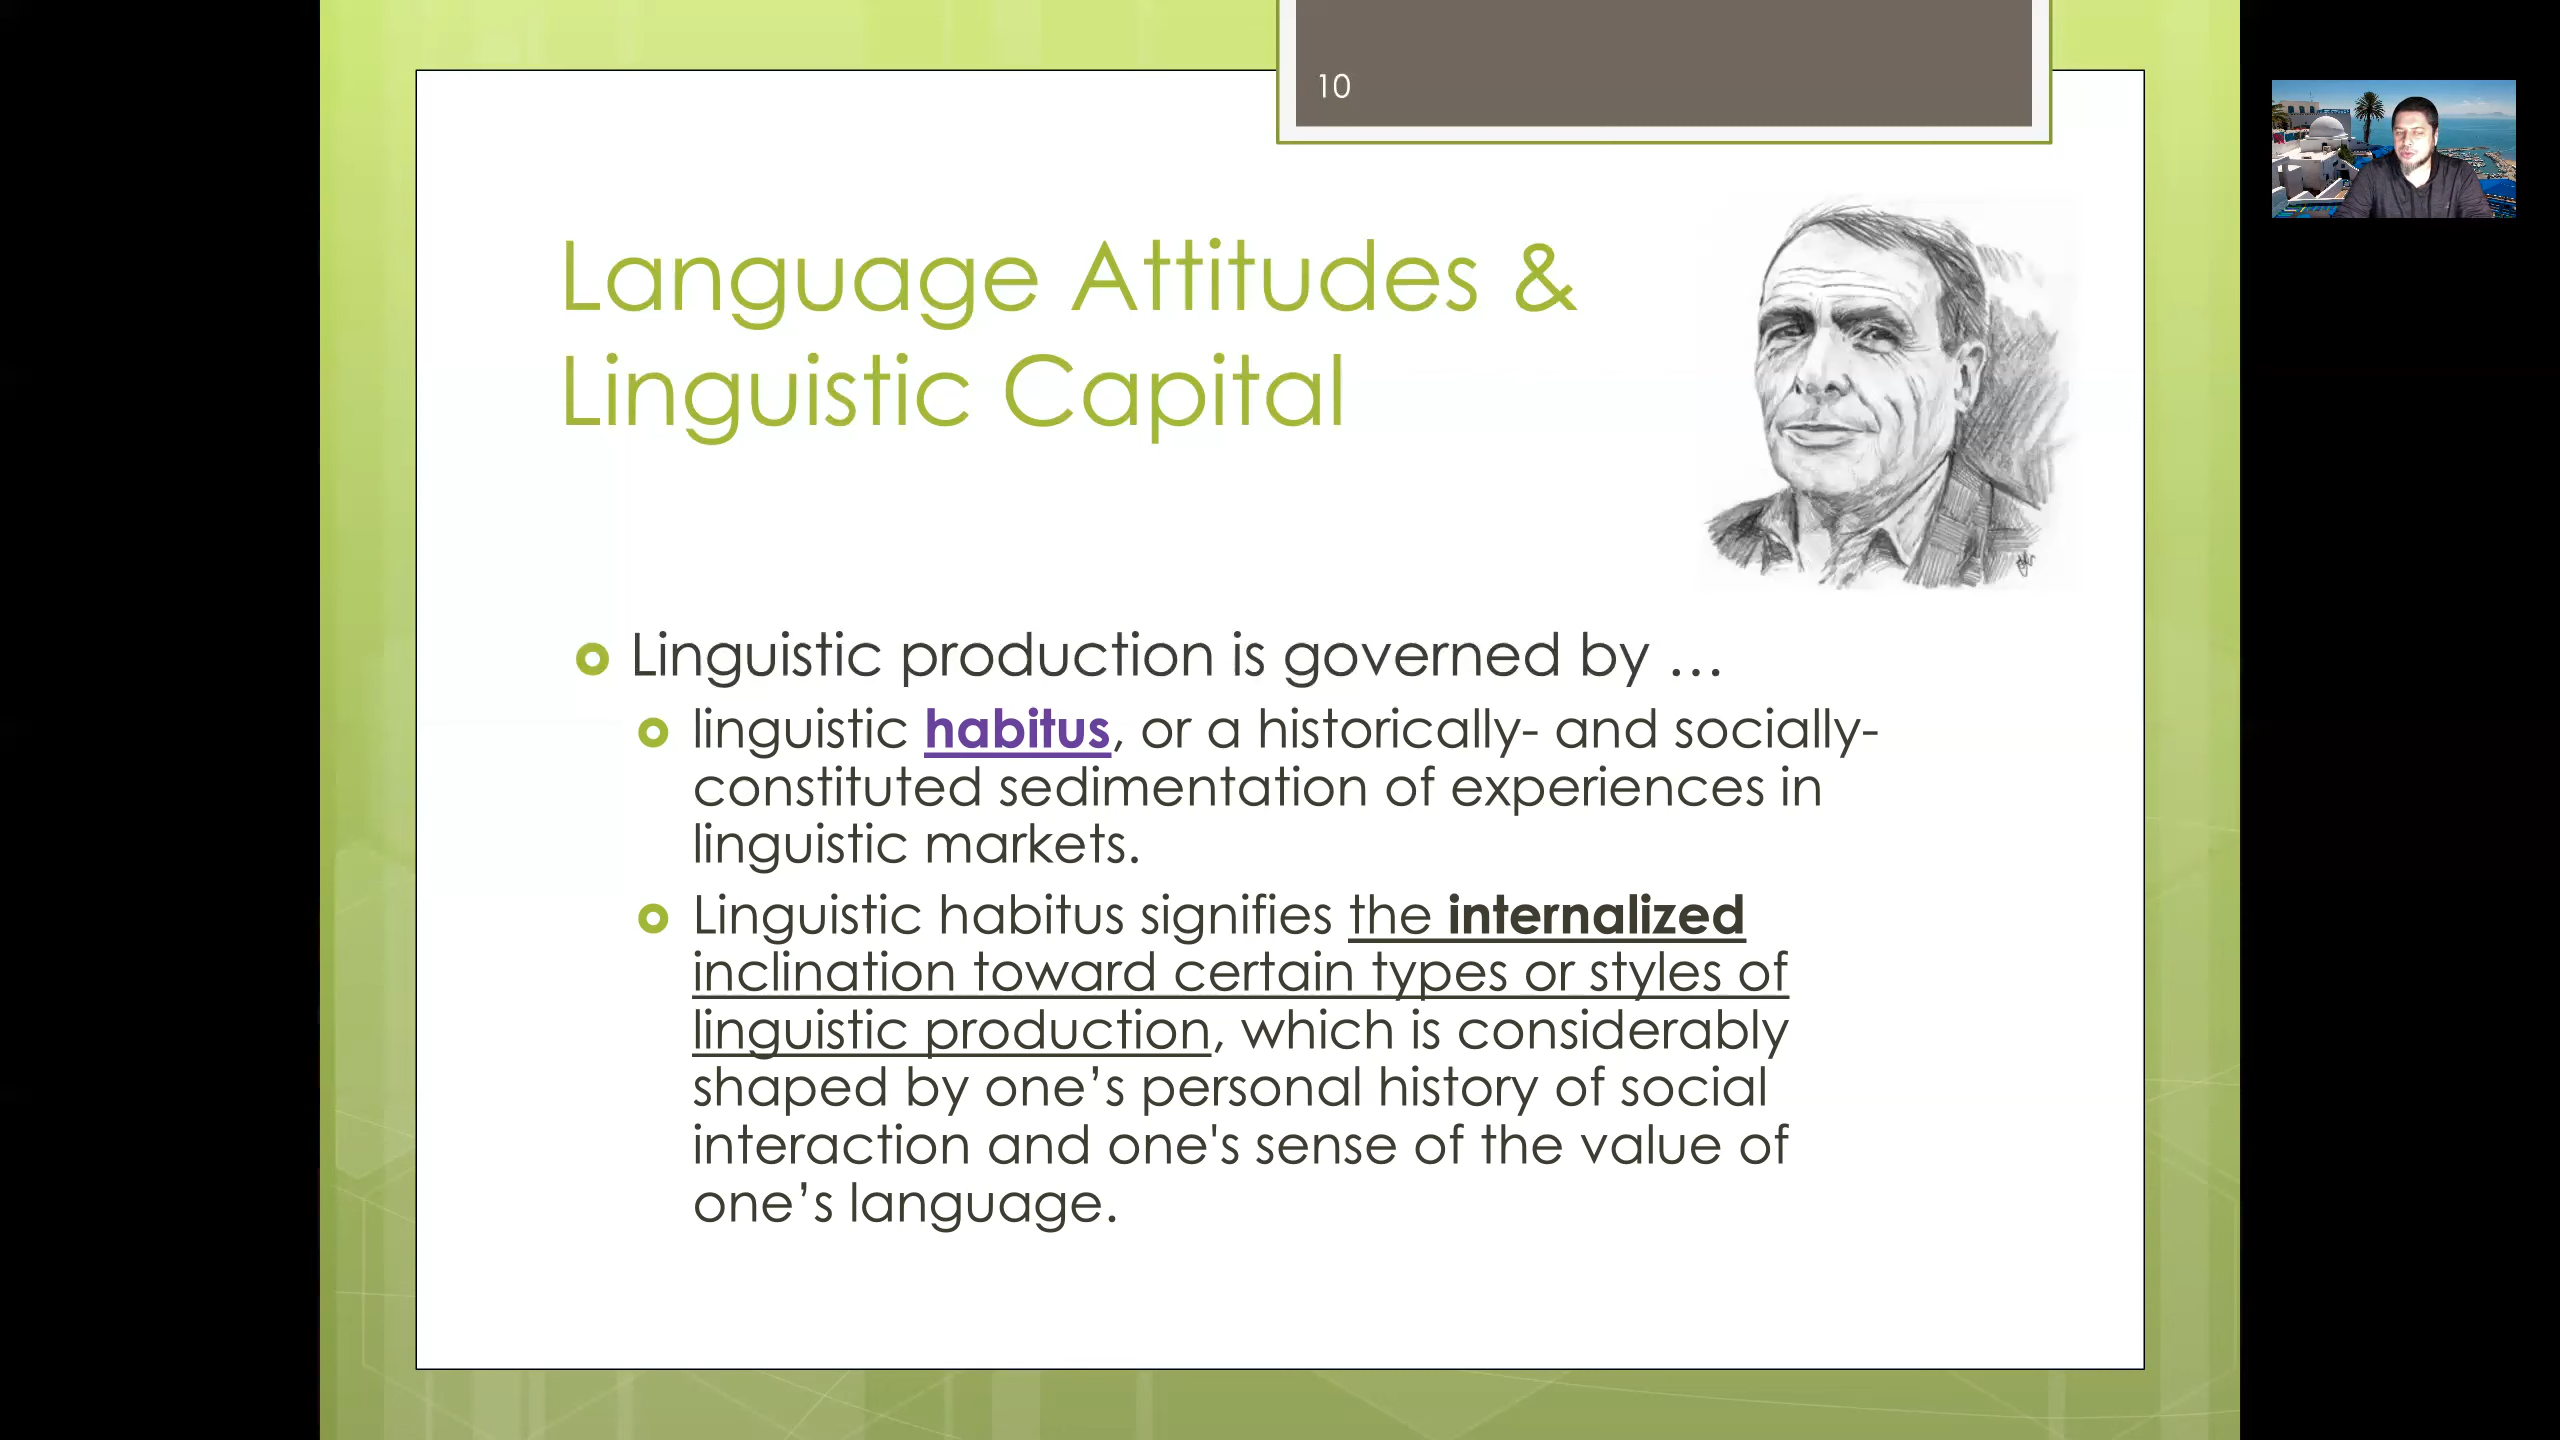 10
Language Attitudes &
Linguistic Capital
Linguistic production is governed by …
linguistic habitus, or a historically- and socially-
constituted sedimentation of experiences in
linguistic markets.
Linguistic habitus signifies the internalized
inclination toward certain types or styles of
linguistic production, which is considerably
shaped by one’s personal history of social
interaction and one's sense of the value of
one’s language.